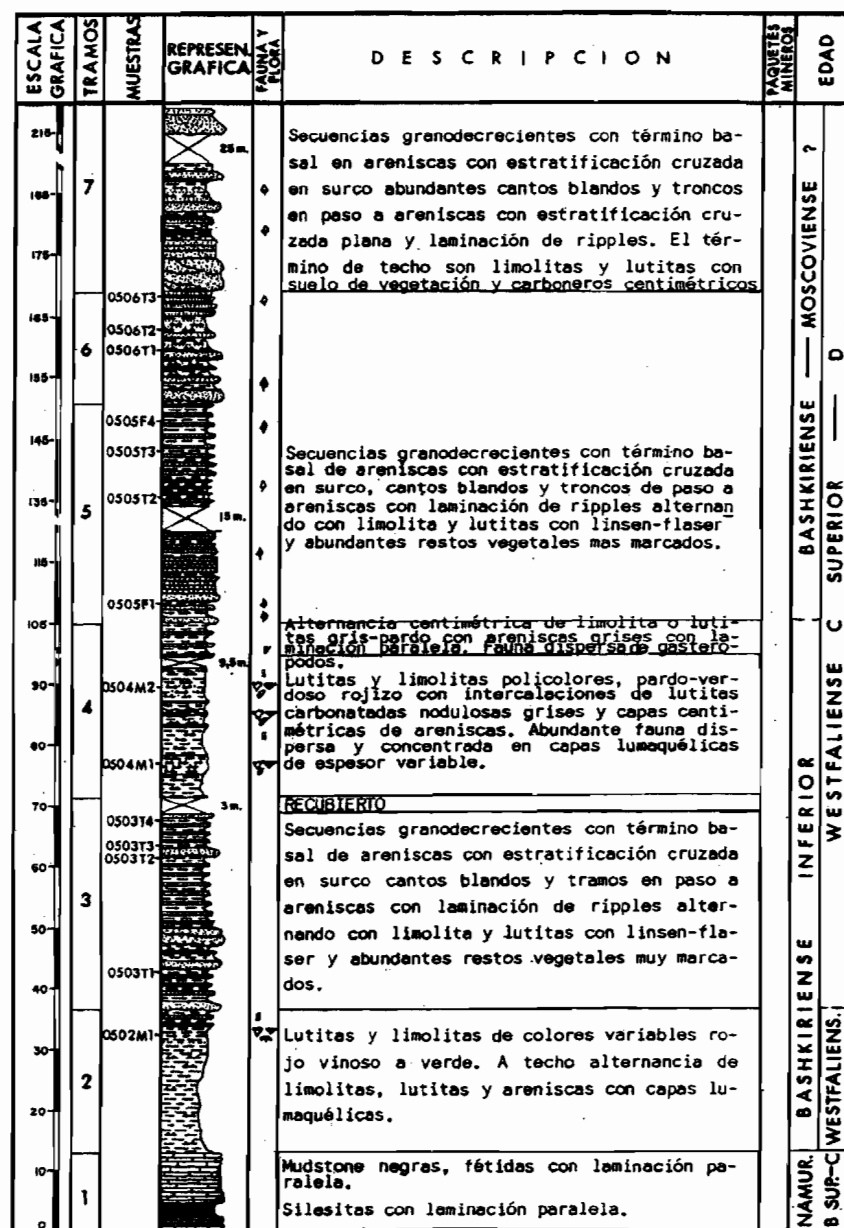 ESCALA GRAFICA
TRAMOS
MUESTRAS
REPRESEN. GRAFICA
FAUNA Y FLORA
DESCRIPCION
PAQUETES MINEROS
EDAD
215
25 m.
7
175
Secuencias granodecrecientes con término ba-
sal en areniscas con estratificación cruzada
en surco abundantes cantos blandos y troncos
en paso a areniscas con estratificación cru-
zada plana y laminación de ripples. El tér-
mino de techo son limolitas y lutitas con
suelo de vegetación y carboneros centimétricos
0506T3
165
0506T2
6
0506T1
155
0505F4
145
0505T3
0505T2
135
5
15 m.
115
0505F1
105
Secuencias granodecrecientes con término ba-
sal de areniscas con estratificación cruzada
en surco, cantos blandos y troncos de paso a
areniscas con laminación de ripples alternan
do con limolita y lutitas con linsen-flaser
y abundantes restos vegetales mas marcados.
Alternancia centimétrica de limolita o luti-
tas gris-pardo con areniscas grises con la-
minación paralela. Fauna dispersa de gasteró-
podos.
9,5 m.
90
0504M2
4
80
0504M1
Lutitas y limolitas policolores, pardo-ver-
doso rojizo con intercalaciones de lutitas
carbonatadas nodulosas grises y capas centi-
métricas de areniscas. Abundante fauna dis-
persa y concentrada en capas lumaquélicas
de espesor variable.
70
3 m.
RECUBIERTO
0503T4
0503T3
0503T2
60
3
50
0503T1
40
Secuencias granodecrecientes con término ba-
sal de areniscas con estratificación cruzada
en surco cantos blandos y tramos en paso a
areniscas con laminación de ripples alter-
nando con limolita y lutitas con linsen-fla-
ser y abundantes restos vegetales muy marca-
dos.
0502M1
30
2
20
Lutitas y limolitas de colores variables ro-
jo vinoso a verde. A techo alternancia de
limolitas, lutitas y areniscas con capas lu-
maquélicas.
10
1
0
Mudstone negras, fétidas con laminación pa-
ralela.
Silesitas con laminación paralela.
NAMUR. BASHKIRIENSE INFERIOR
BASHKIRIENSE — MOSCOVIENSE ?
B SUP.-C WESTFALIENS. WESTFALIENSE C SUPERIOR — D